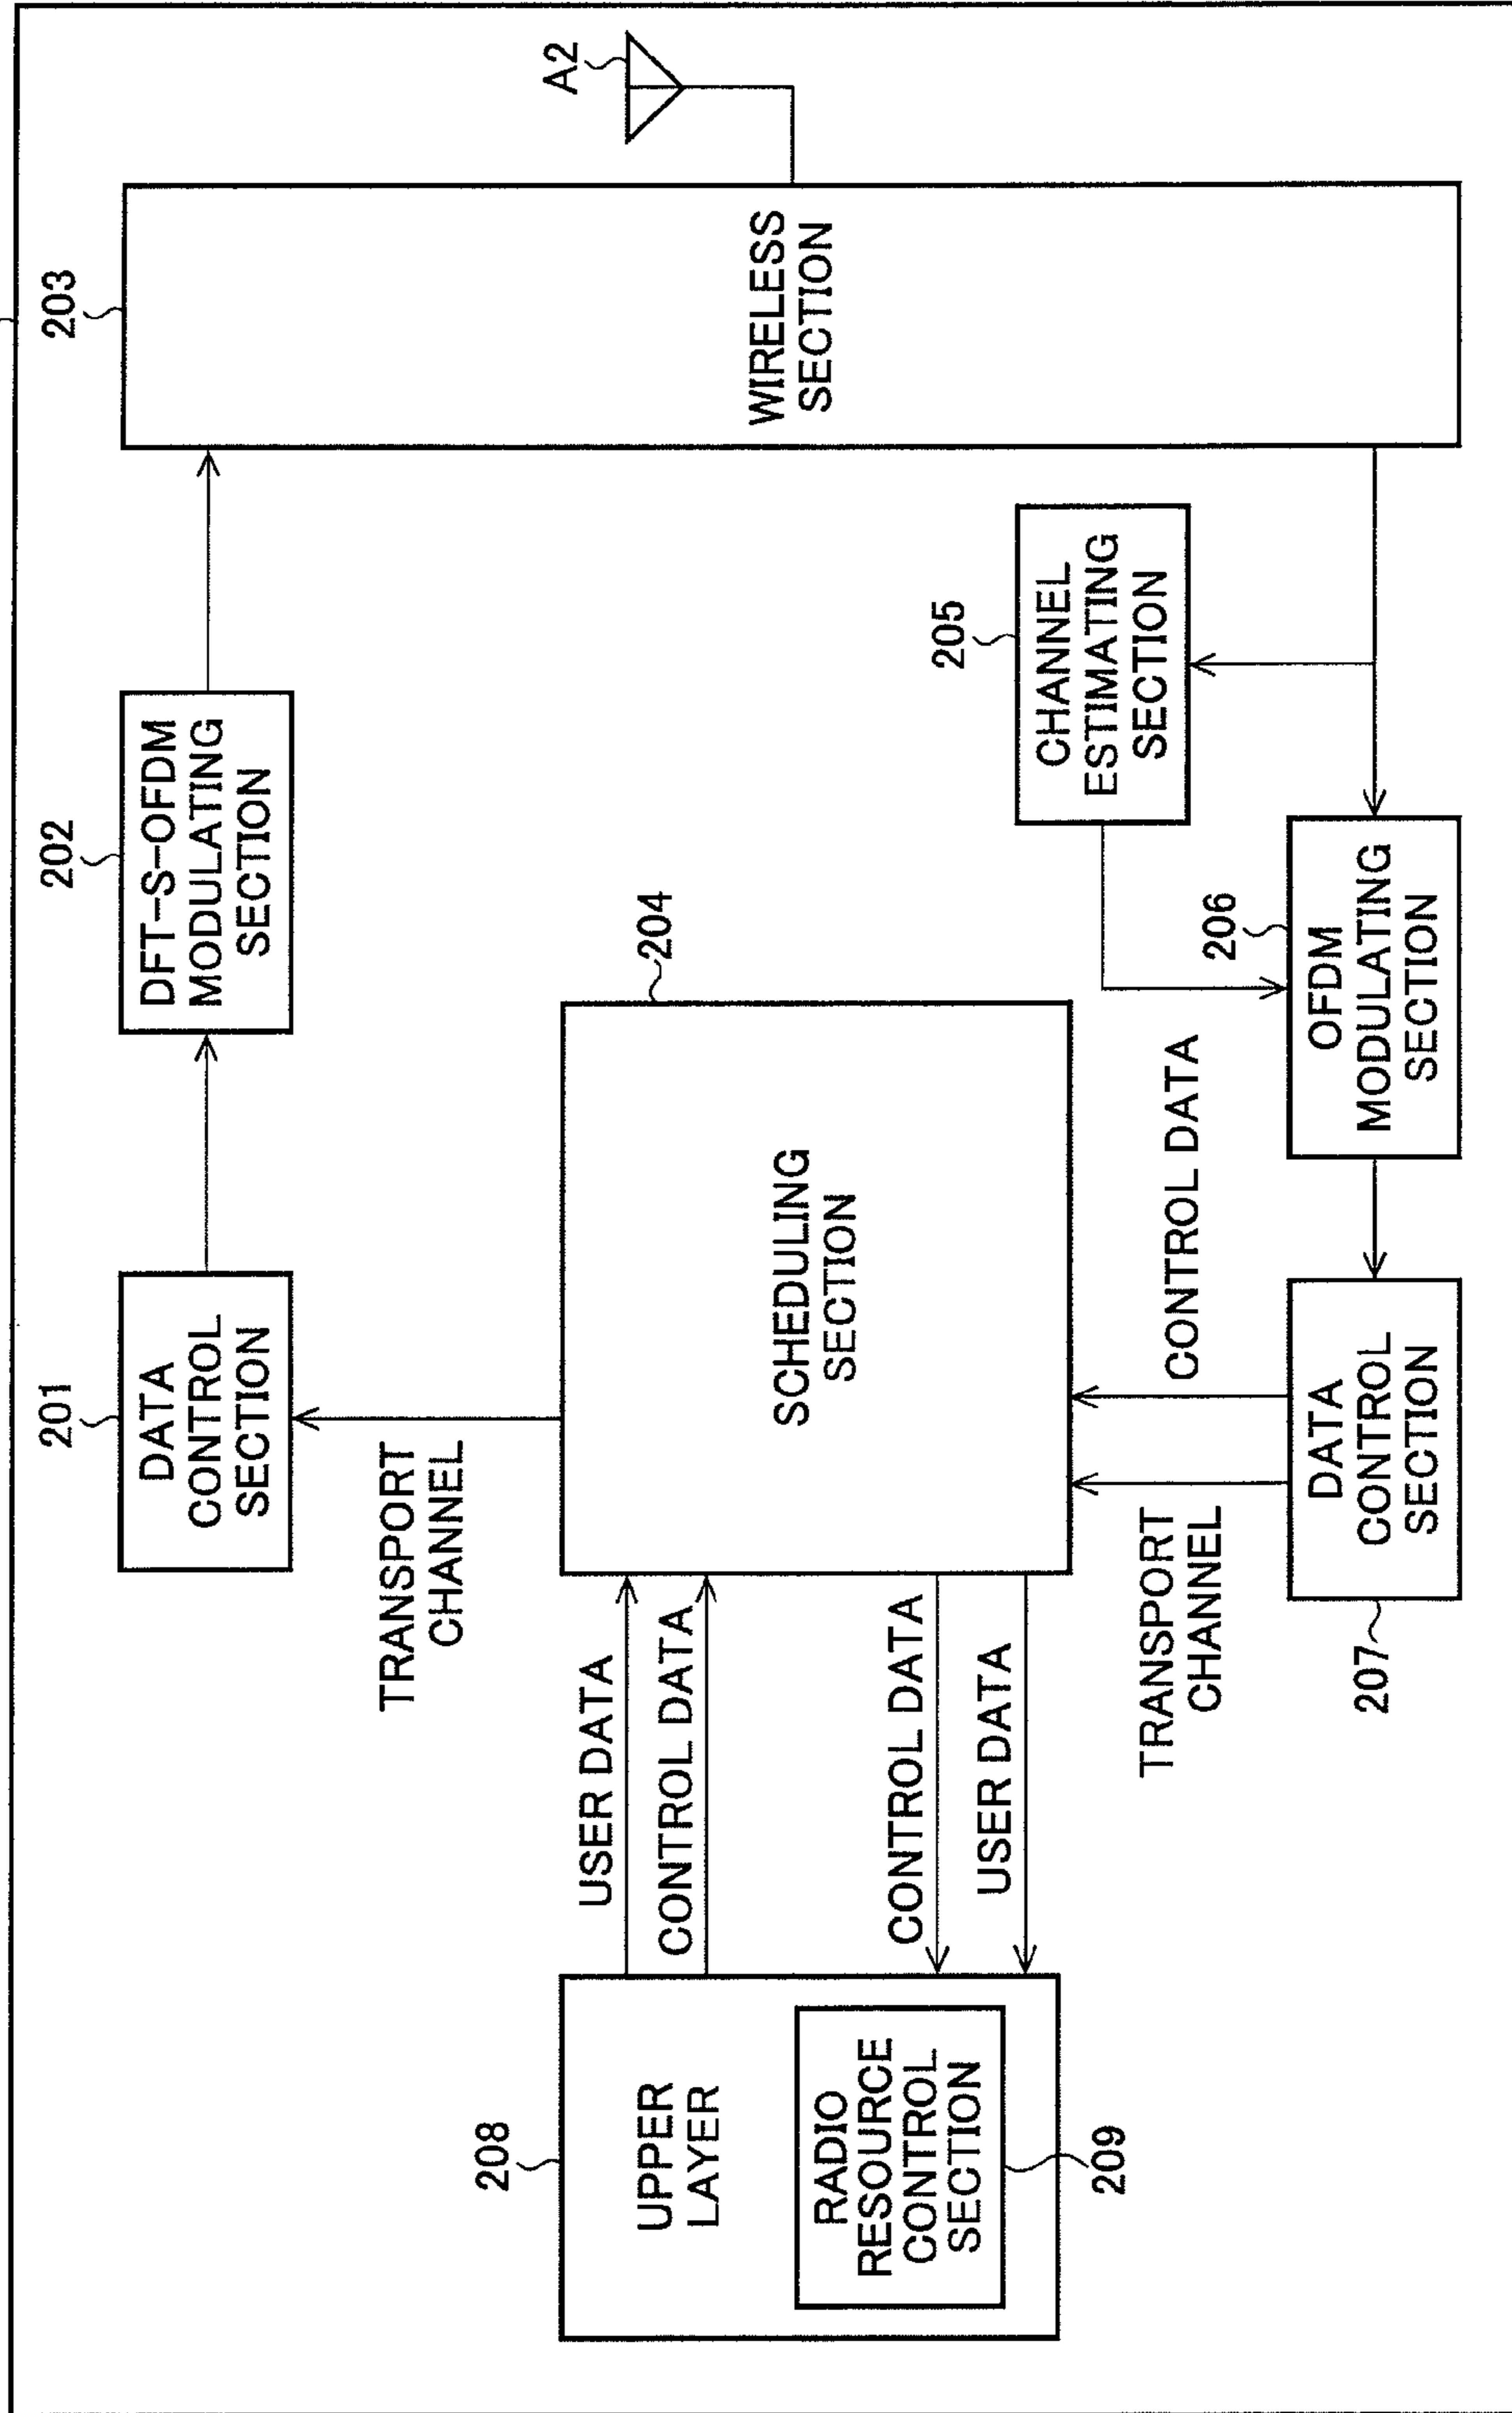 201
DATA
CONTROL
SECTION
202
DFT-S-OFDM
MODULATING
SECTION
203
WIRELESS
SECTION
A2
TRANSPORT
CHANNEL
204
SCHEDULING
SECTION
208
UPPER
LAYER
RADIO
RESOURCE
CONTROL
SECTION
209
USER DATA
CONTROL DATA
CONTROL DATA
USER DATA
205
CHANNEL
ESTIMATING
SECTION
TRANSPORT
CHANNEL
CONTROL DATA
206
OFDM
MODULATING
SECTION
207
DATA
CONTROL
SECTION